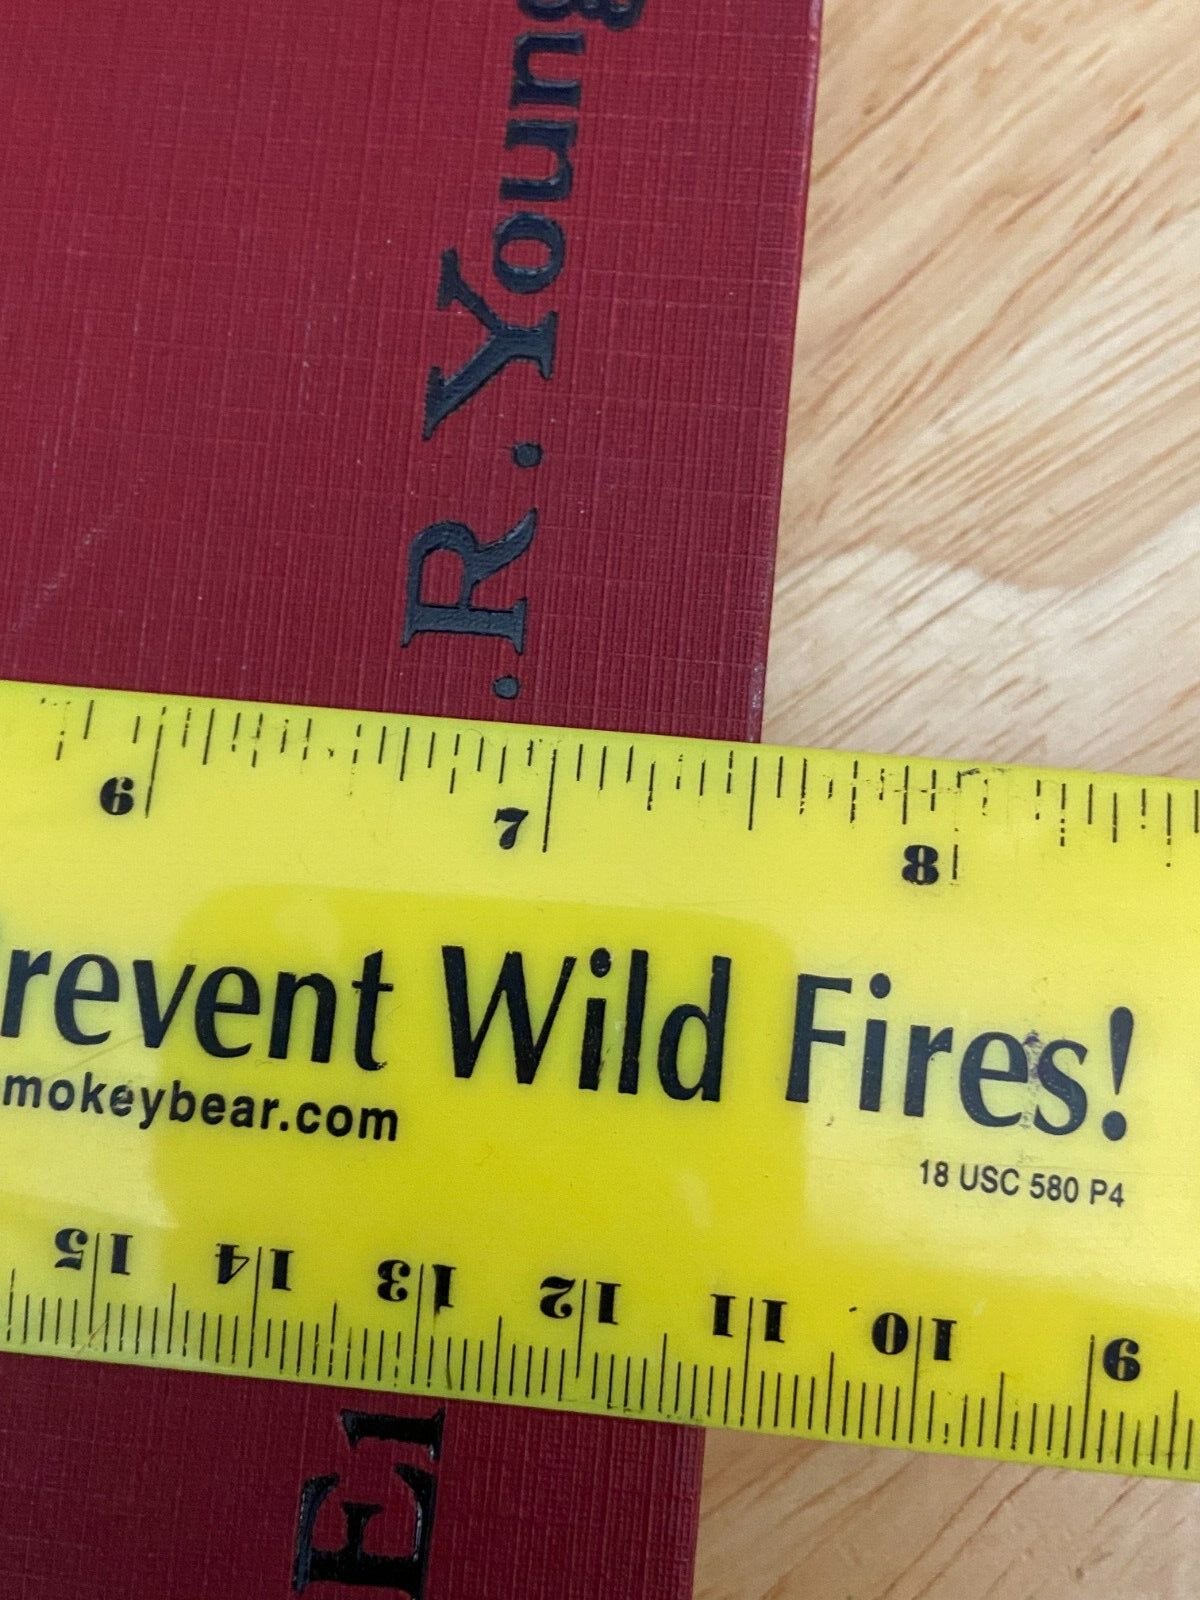 .R. Young
6 7 8
revent Wild Fires!
mokeybear.com
18 USC 580 P4
15 14 13 12 11 10 9